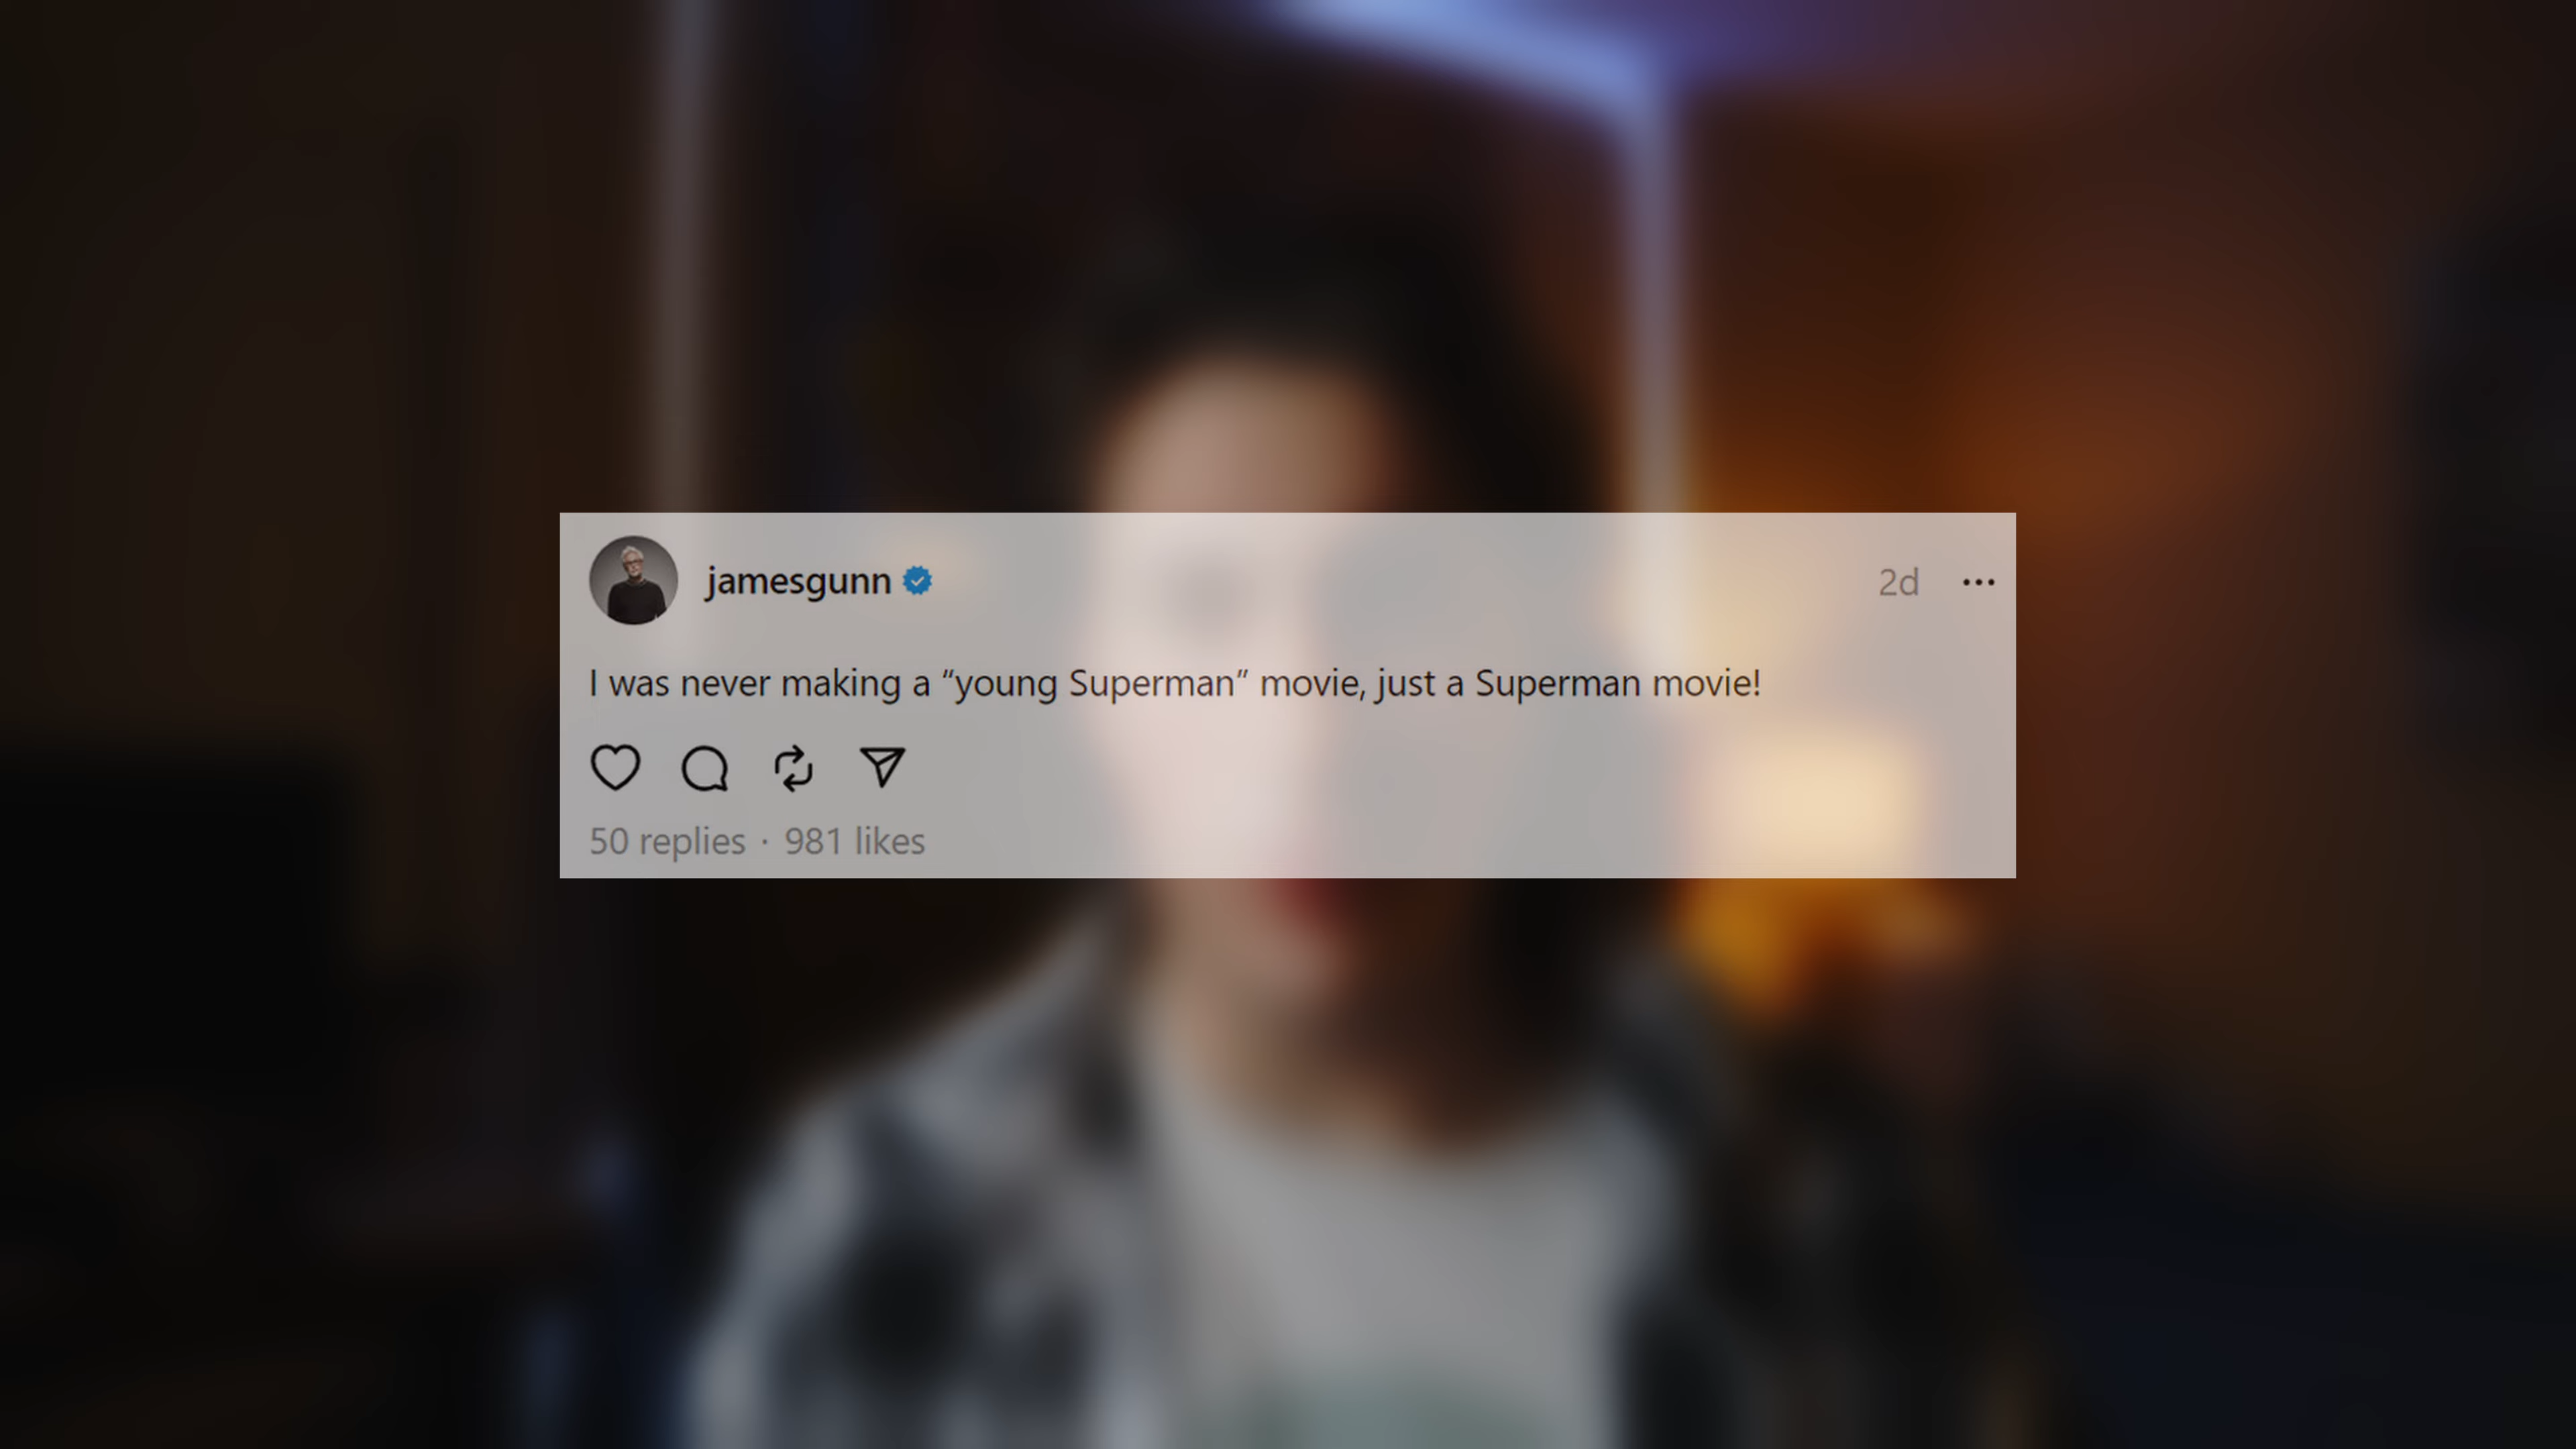 jamesgunn
2d
I was never making a “young Superman” movie, just a Superman movie!
50 replies · 981 likes